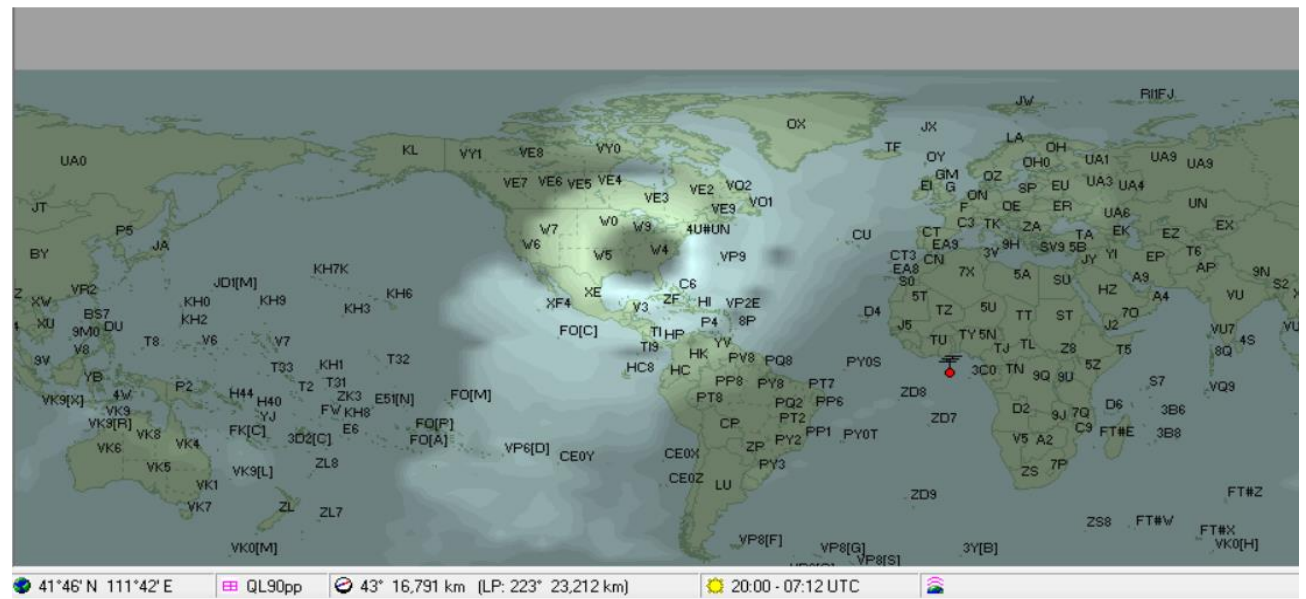 JW RI1FJ
OX JX LA
KL VY1 VE8 VY0 TF OY OH
UA0 OH0 UA1 UA9 UA9
VE7 VE6 VE5 VE4 VE2 VO2 GM OZ
EI G ON SP EU UA3 UA4
JT VE3 VE9 VO1 F OE ER UN
P5 W7 W0 W9 4U#UN C3 TK ZA UA6
BY JA W6 W5 W4 CU CT EA9 9H SV9 5B TA EK EZ EX
VP9 CT3 CN 3V JY YI EP T6 AP
KH7K EA8 7X 5A SU 9N
JD1[M] C6 S0 HZ A9 S2
XW VR2 KH0 KH9 KH6 XE ZF HI VP2E 5T A4 VU
BS7 KH3 XF4 V3 D4 TZ 5U TT ST 7O
XU 9M0 DU KH2 FO[C] TI HP P4 8P J5 J2 VU7
V8 T8 V6 V7 TI9 YV TU TY 5N TL 4S
9V T33 KH1 T32 HK PV8 PQ8 PY0S TJ Z8 T5 8Q
YB HC8 HC 3C0 TN 9Q 9U 5Z
P2 T2 T31 PP8 PY8 PT7 ZD8 S7 VQ9
VK9[X] 4W H44 H40 ZK3 E51[N] FO[M] PT8 PQ2 PP6
VK9 YJ FW KH8 PT2 ZD7 D2 9J 7Q D6 3B6
VK9[R] FK[C] E6 FO[P] CP PP1 PY0T C9 FT#E 3B8
VK8 VK4 3D2[C] FO[A] PY2 V5 A2
VK6 VP6[D] CE0Y CE0X ZP
VK5 VK9[L] ZL8 CE0Z PY3 ZS 7P
VK1 LU
VK7 ZL ZL7 ZD9 FT#Z
ZS8 FT#W FT#X
VK0[M] VP8[F] VP8[G] 3Y[B] VK0[H]
VP8[S]
41°46' N 111°42' E QL90pp 43° 16,791 km (LP: 223° 23,212 km) 20:00 - 07:12 UTC